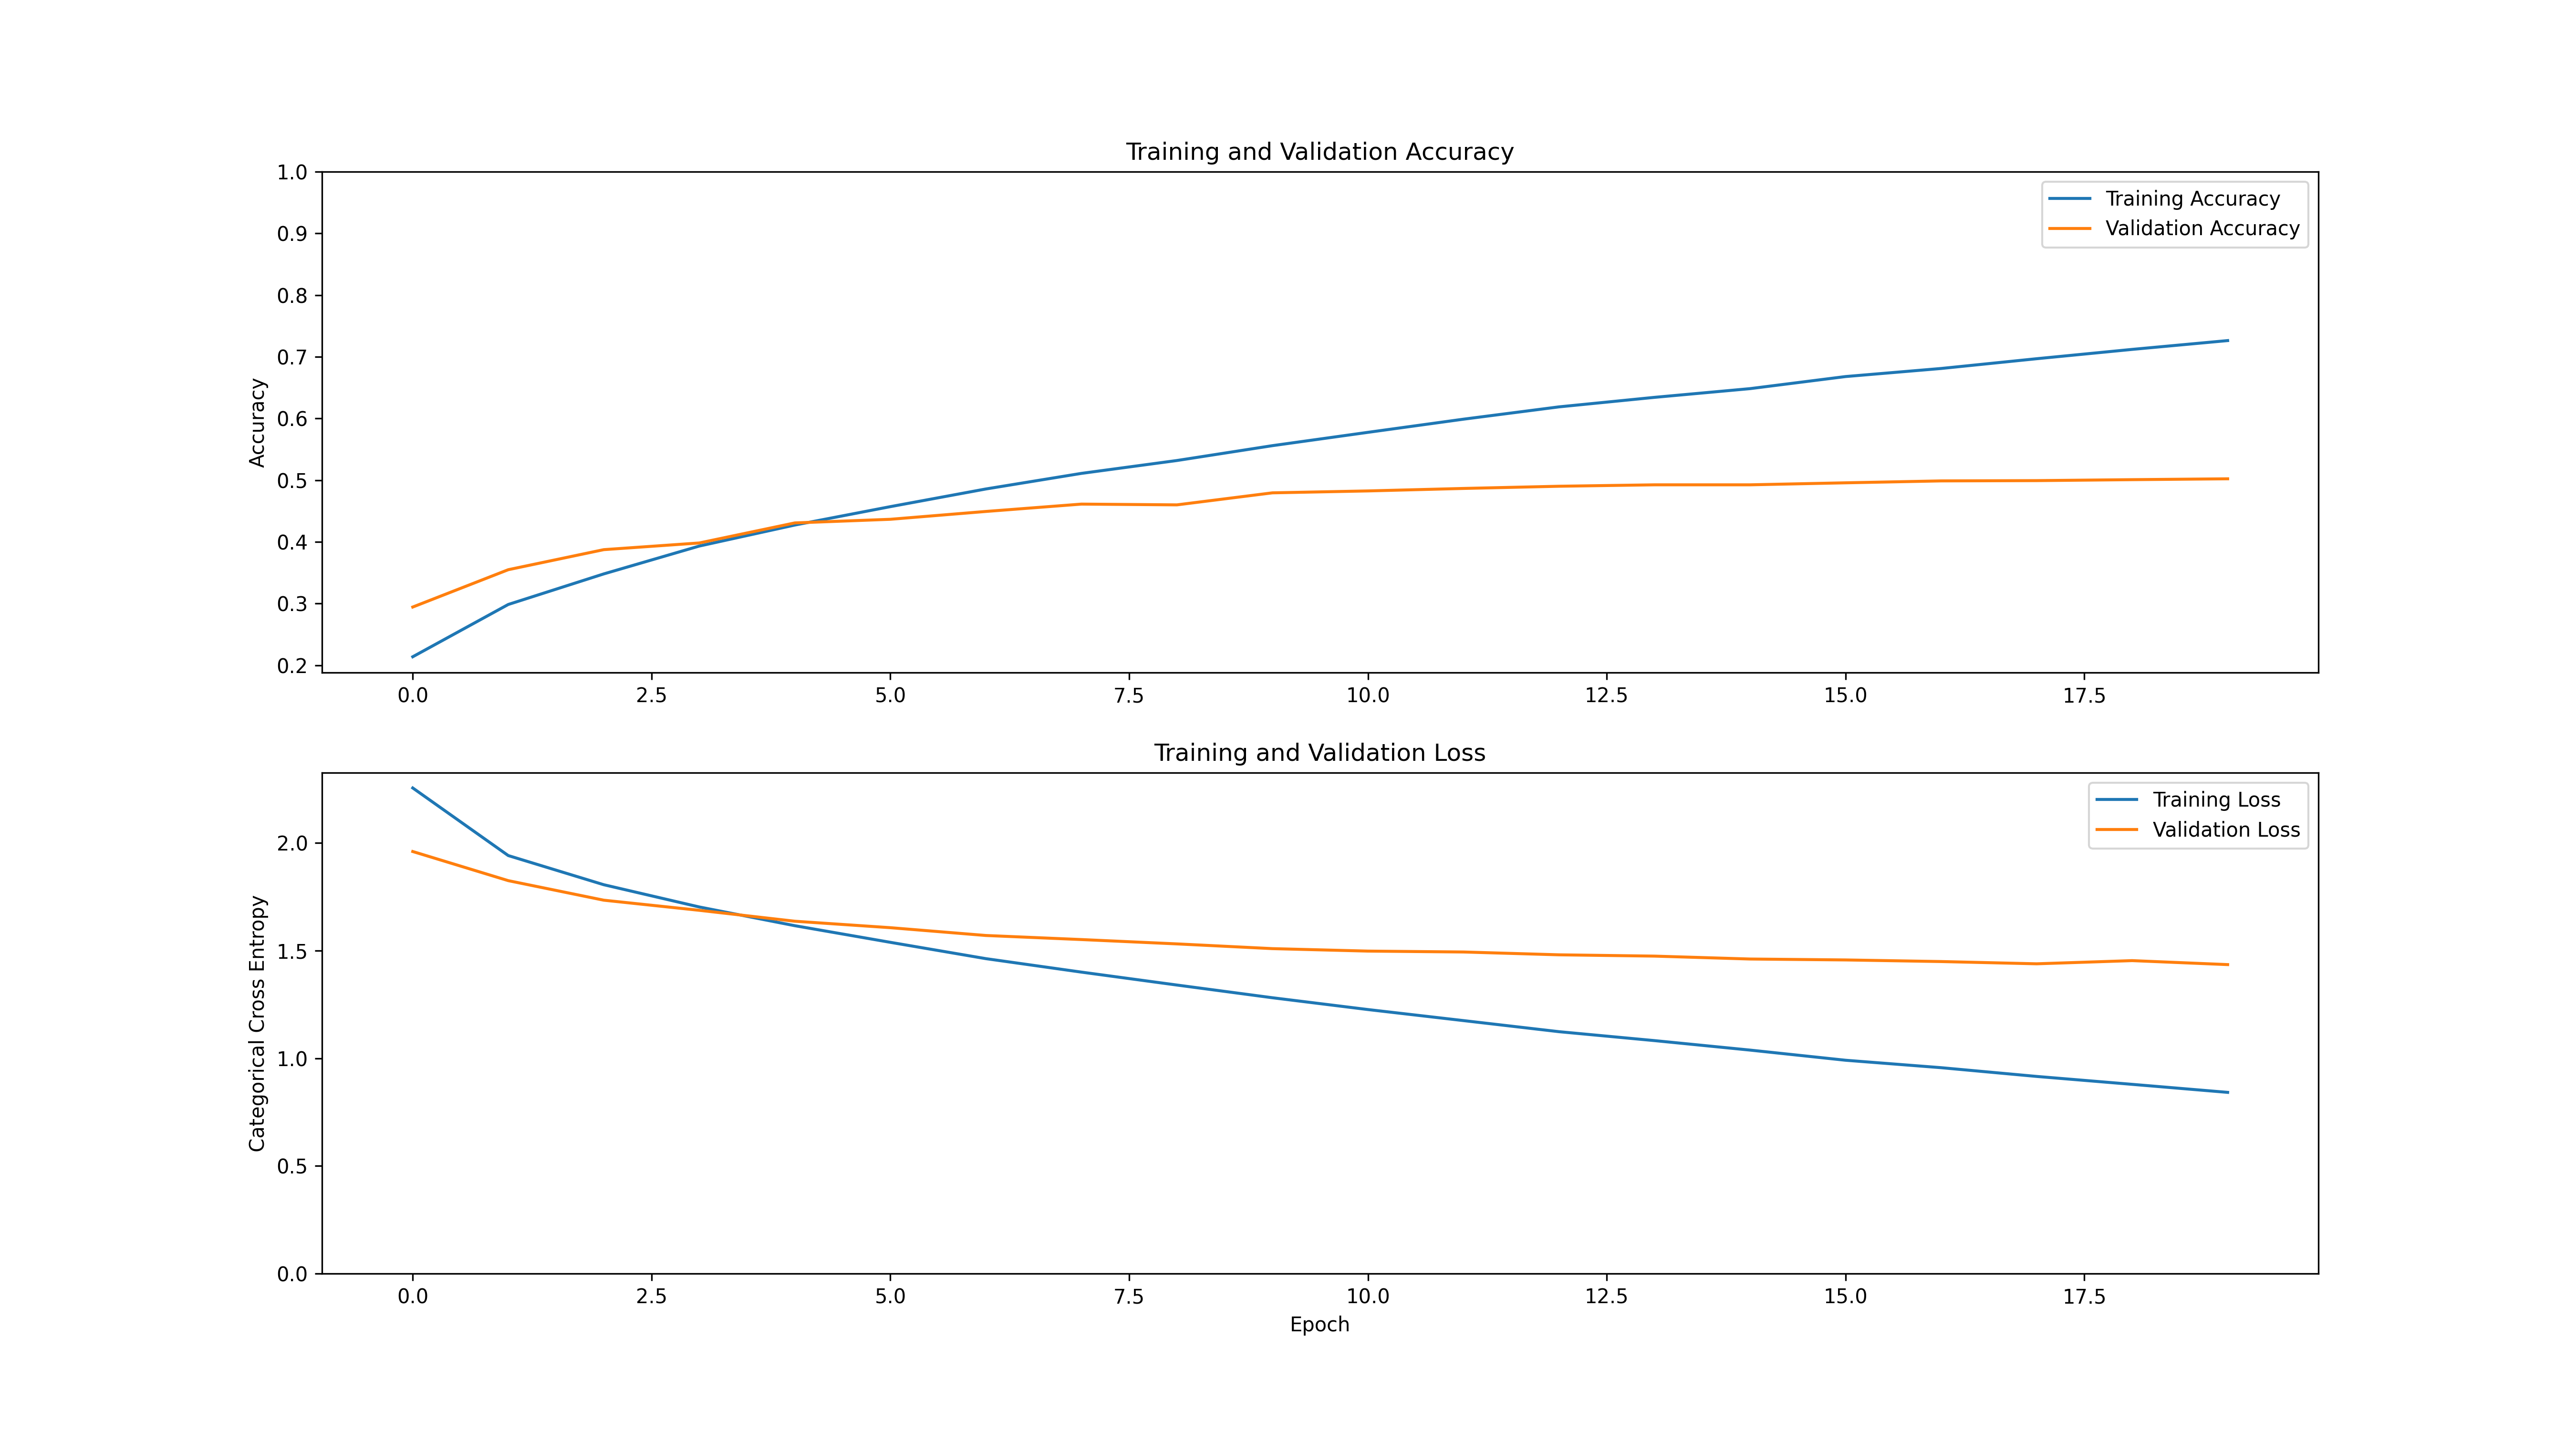 Training and Validation Accuracy
1.0
0.9
0.8
0.7
0.6
0.5
0.4
0.3
0.2
Accuracy
Training Accuracy
Validation Accuracy
0.0 2.5 5.0 7.5 10.0 12.5 15.0 17.5
Training and Validation Loss
2.0
1.5
1.0
0.5
0.0
Categorical Cross Entropy
Training Loss
Validation Loss
0.0 2.5 5.0 7.5 10.0 12.5 15.0 17.5
Epoch